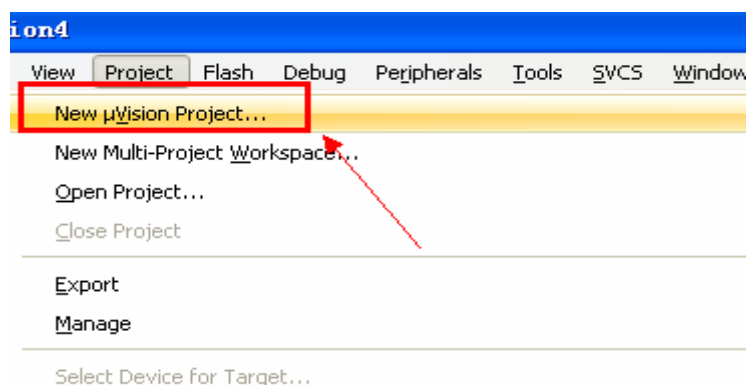 ion4
View Project Flash Debug Peripherals Tools SVCS Window
New µVision Project...
New Multi-Project Workspace...
Open Project...
Close Project
Export
Manage
Select Device for Target...